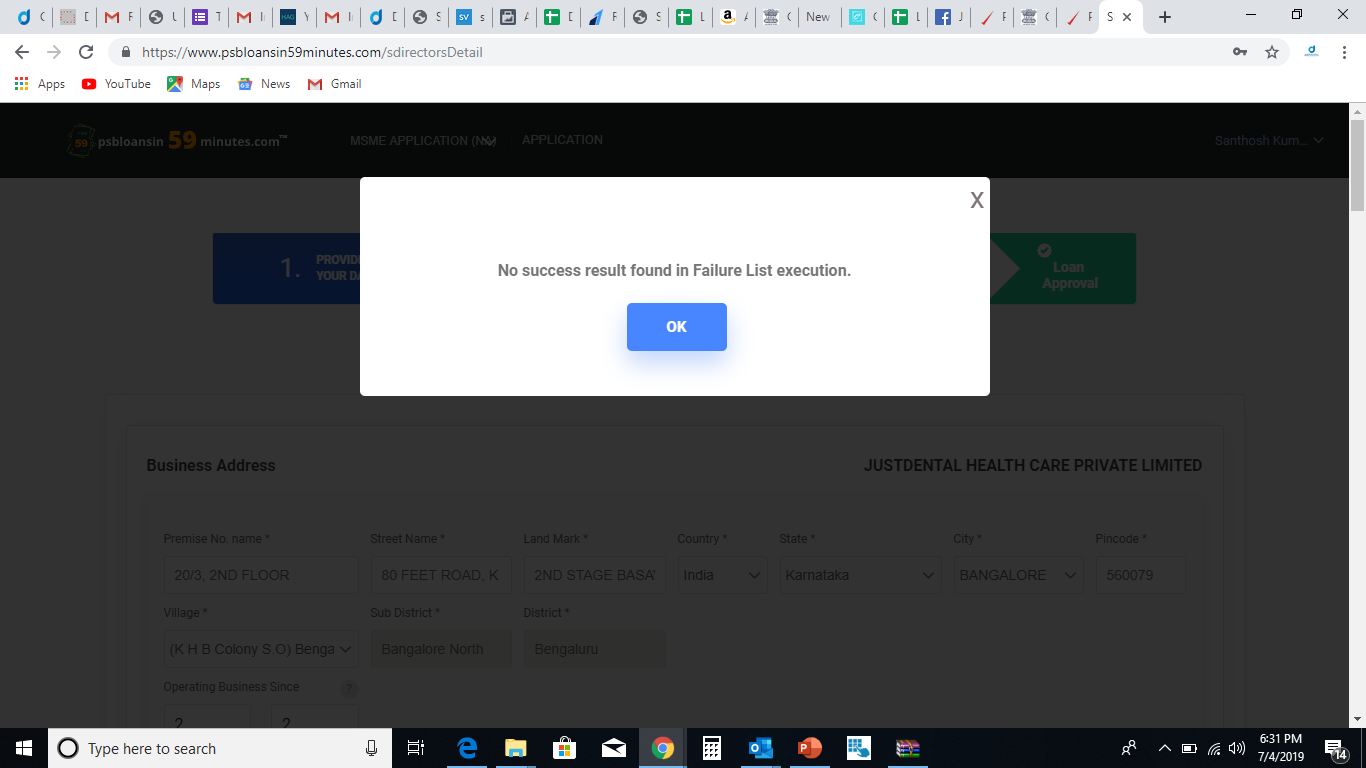 New
S
https://www.psbloansin59minutes.com/sdirectorsDetail
Apps YouTube Maps News Gmail
psbloansin 59 minutes.com™ MSME APPLICATION (NA) APPLICATION Santhosh Kum...
X
1. PROVIDE
YOUR DA
Loan
Approval
No success result found in Failure List execution.
OK
Business Address JUSTDENTAL HEALTH CARE PRIVATE LIMITED
Premise No. name * Street Name * Land Mark * Country * State * City * Pincode *
20/3, 2ND FLOOR 80 FEET ROAD, K 2ND STAGE BASAV India Karnataka BANGALORE 560079
Village * Sub District * District *
(K H B Colony S.O) Benga Bangalore North Bengaluru
Operating Business Since ?
2 2
Type here to search
6:31 PM
7/4/2019
14